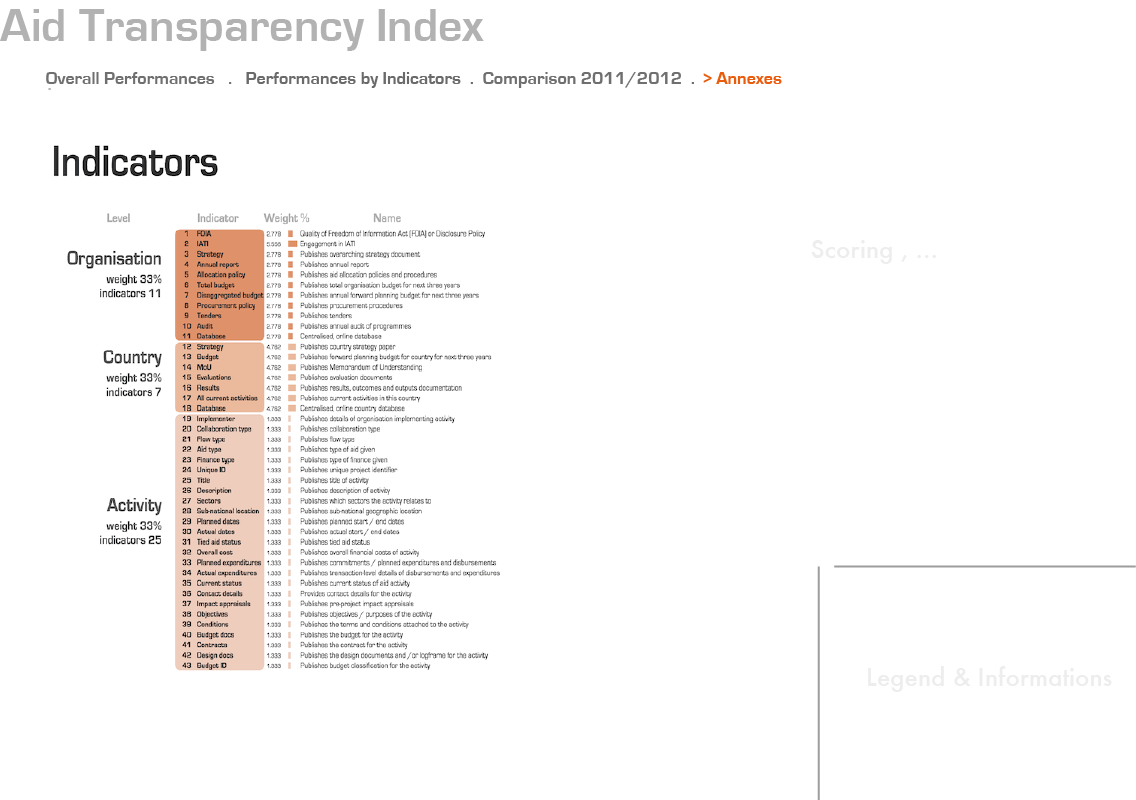 Aid Transparency Index
Overall Performances . Performances by Indicators . Comparison 2011/2012 . > Annexes
Indicators
Level Indicator Weight % Name
Organisation
weight 33%
indicators 11
1 FOIA 2.778 Quality of Freedom of Information Act (FOIA) or Disclosure Policy
2 IATI 5.556 Engagement in IATI
3 Strategy 2.778 Publishes overarching strategy document
4 Annual report 2.778 Publishes annual report
5 Allocation policy 2.778 Publishes aid allocation policies and procedures
6 Total budget 2.778 Publishes total organisation budget for next three years
7 Disaggregated budget 2.778 Publishes annual forward planning budget for next three years
8 Procurement policy 2.778 Publishes procurement procedures
9 Tenders 2.778 Publishes tenders
10 Audit 2.778 Publishes annual audit of programmes
11 Database 2.778 Centralised, online database
Country
weight 33%
indicators 7
12 Strategy 4.762 Publishes country strategy paper
13 Budget 4.762 Publishes forward planning budget for country for next three years
14 MoU 4.762 Publishes Memorandum of Understanding
15 Evaluations 4.762 Publishes evaluation documents
16 Results 4.762 Publishes results, outcomes and outputs documentation
17 All current activities 4.762 Publishes current activities in this country
18 Database 4.762 Centralised, online country database
Activity
weight 33%
indicators 25
19 Implementer 1.333 Publishes details of organisation implementing activity
20 Collaboration type 1.333 Publishes collaboration type
21 Flow type 1.333 Publishes flow type
22 Aid type 1.333 Publishes type of aid given
23 Finance type 1.333 Publishes type of finance given
24 Unique ID 1.333 Publishes unique project identifier
25 Title 1.333 Publishes title of activity
26 Description 1.333 Publishes description of activity
27 Sectors 1.333 Publishes which sectors the activity relates to
28 Sub-national location 1.333 Publishes sub-national geographic location
29 Planned dates 1.333 Publishes planned start / end dates
30 Actual dates 1.333 Publishes actual start / end dates
31 Tied aid status 1.333 Publishes tied aid status
32 Overall cost 1.333 Publishes overall financial costs of activity
33 Planned expenditures 1.333 Publishes commitments / planned expenditures and disbursements
34 Actual expenditures 1.333 Publishes transaction-level details of disbursements and expenditures
35 Current status 1.333 Publishes current status of aid activity
36 Contact details 1.333 Provides contact details for the activity
37 Impact appraisals 1.333 Publishes pre-project impact appraisals
38 Objectives 1.333 Publishes objectives / purposes of the activity
39 Conditions 1.333 Publishes the terms and conditions attached to the activity
40 Budget docs 1.333 Publishes the budget for the activity
41 Contracts 1.333 Publishes the contract for the activity
42 Design docs 1.333 Publishes the design documents and /or logframe for the activity
43 Budget ID 1.333 Publishes budget classification for the activity
Scoring , ...
Legend & Informations